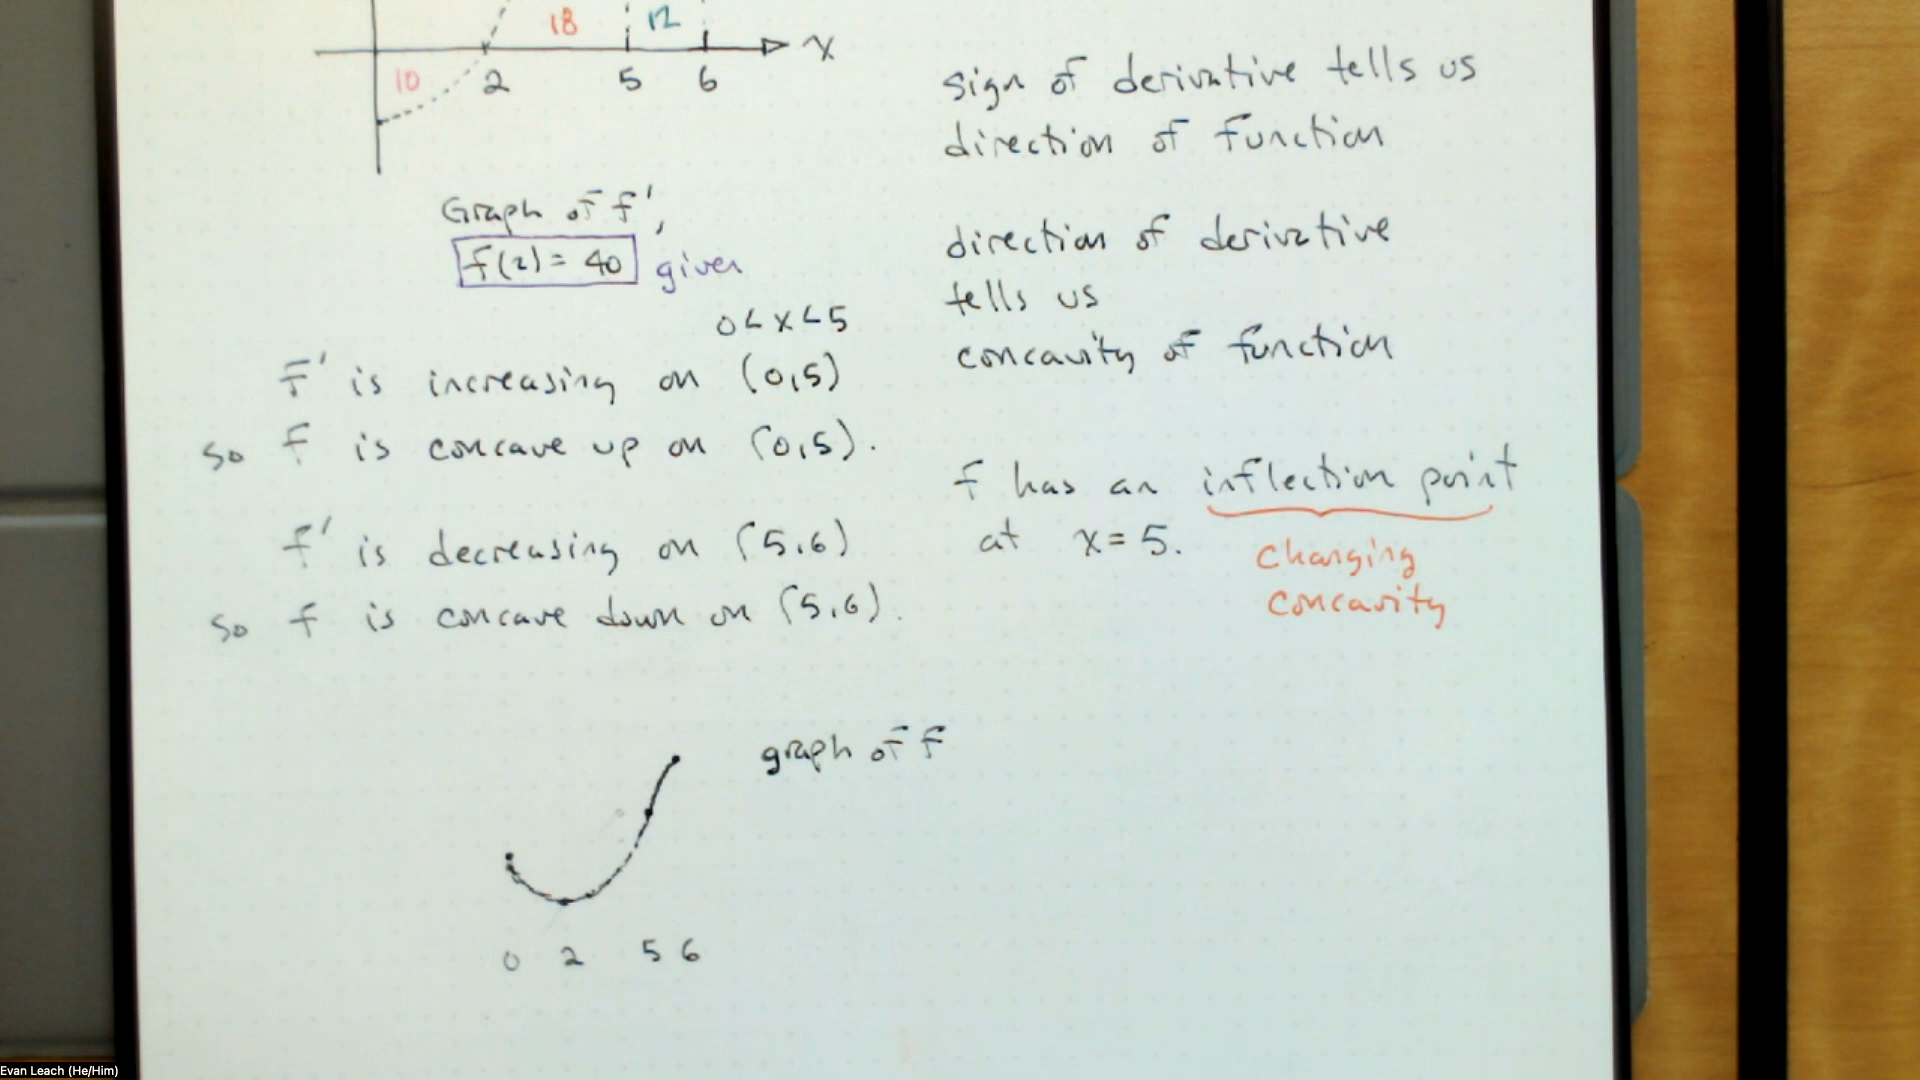 18 12
x
10 2 5 6
Graph of f',
f(2) = 40 given
0 < x < 5
f' is increasing on (0,5)
so f is concave up on (0,5).
f' is decreasing on (5,6)
so f is concave down on (5,6).
sign of derivative tells us
direction of function
direction of derivative
tells us
concavity of function
f has an inflection point
at x = 5.
changing
concavity
graph of f
0 2 5 6
Evan Leach (He/Him)